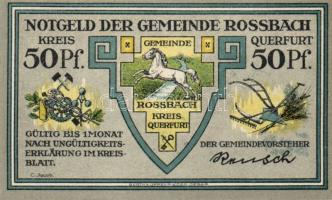 NOTGELD DER GEMEINDE ROSSBACH
KREIS
QUERFURT
50 Pf.
GEMEINDE
50 Pf.
ROSSBACH
KREIS
QUERFURT
GÜLTIG BIS 1 MONAT
NACH UNGÜLTIGKEITS-
ERKLÄRUNG IM KREIS-
BLATT.
DER GEMEINDEVORSTEHER
Reusch